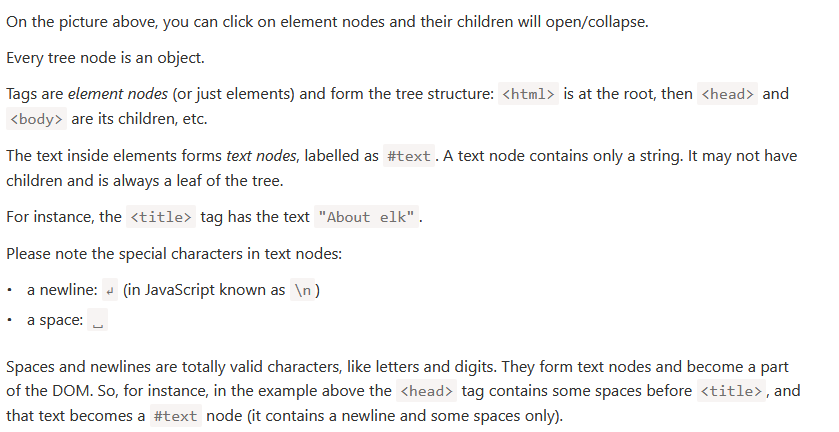 On the picture above, you can click on element nodes and their children will open/collapse.
Every tree node is an object.
Tags are element nodes (or just elements) and form the tree structure: <html> is at the root, then <head> and
<body> are its children, etc.
The text inside elements forms text nodes, labelled as #text. A text node contains only a string. It may not have
children and is always a leaf of the tree.
For instance, the <title> tag has the text "About elk".
Please note the special characters in text nodes:
• a newline: ↵ (in JavaScript known as \n)
• a space: ␣
Spaces and newlines are totally valid characters, like letters and digits. They form text nodes and become a part
of the DOM. So, for instance, in the example above the <head> tag contains some spaces before <title>, and
that text becomes a #text node (it contains a newline and some spaces only).